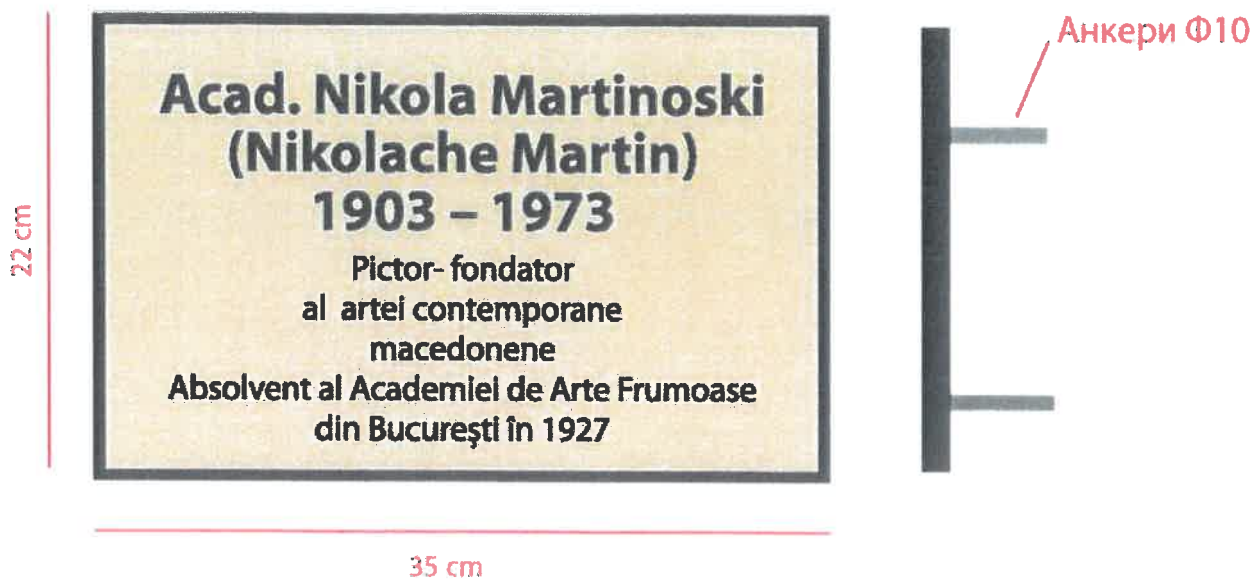 Анкери Ф10
Acad. Nikola Martinoski
(Nikolache Martin)
1903 – 1973
Pictor- fondator
al artei contemporane
macedonene
Absolvent al Academiei de Arte Frumoase
din Bucureşti în 1927
22 cm
35 cm